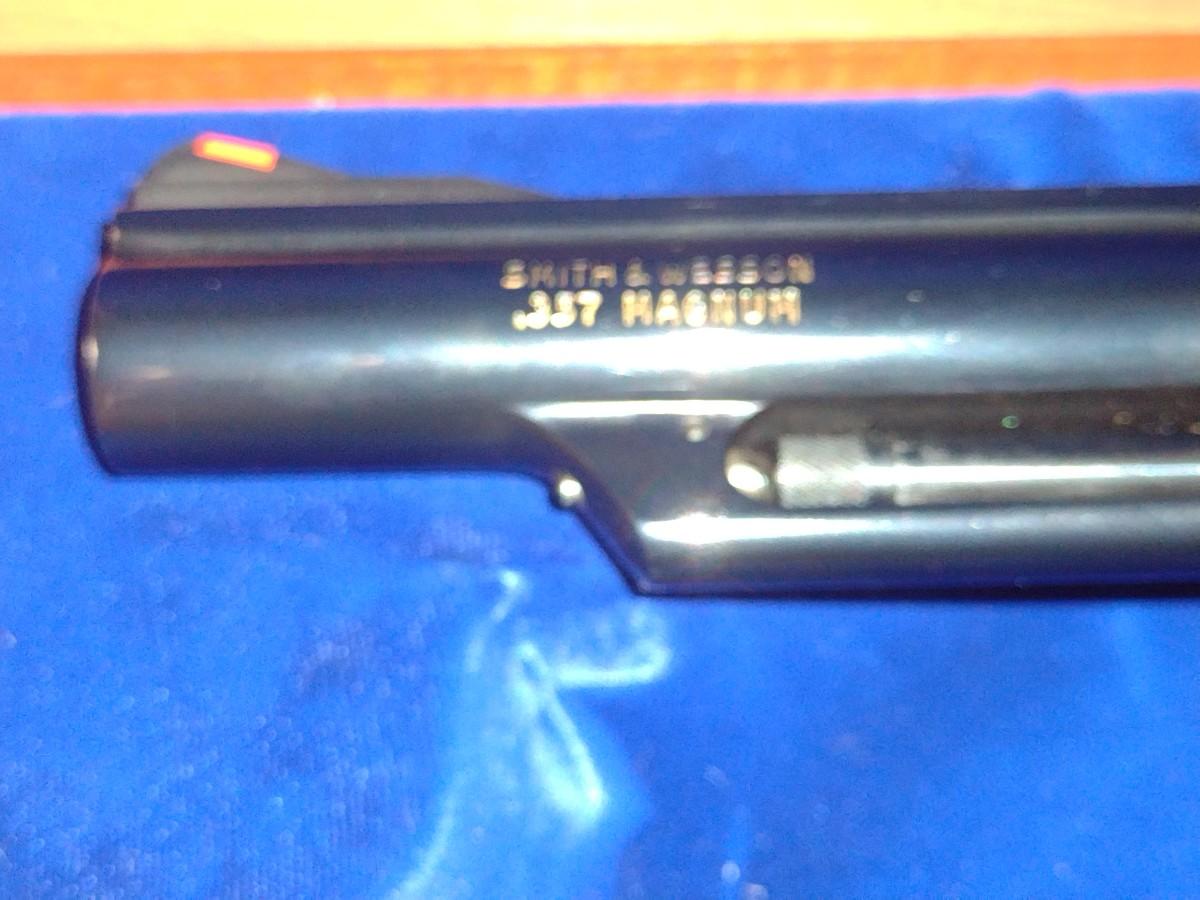 SMITH & WESSON
.357 MAGNUM